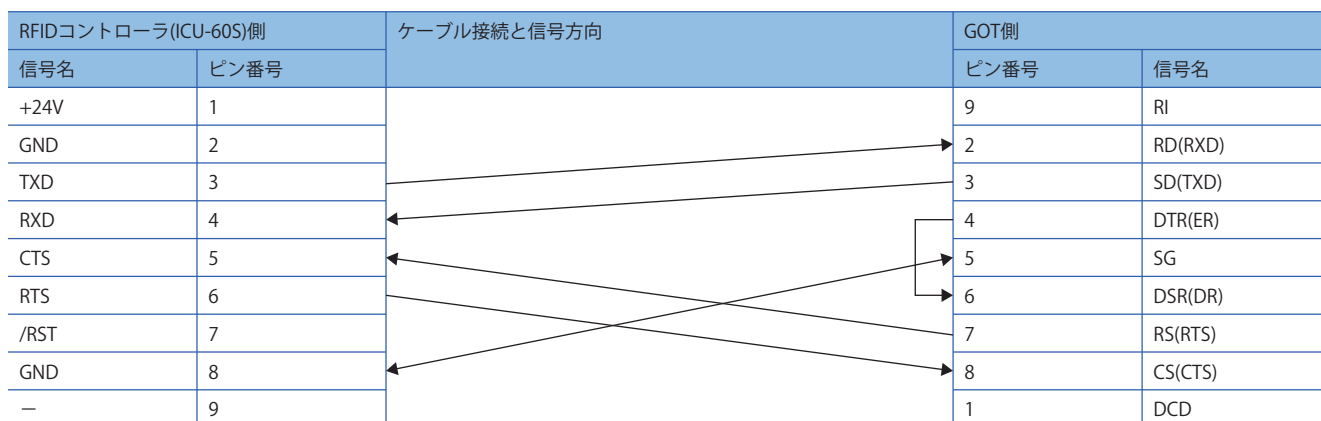 RFIDコントローラ(ICU-60S)側 ケーブル接続と信号方向 GOT側
信号名 ピン番号 ピン番号 信号名
+24V 1 9 RI
GND 2 2 RD(RXD)
TXD 3 3 SD(TXD)
RXD 4 4 DTR(ER)
CTS 5 5 SG
RTS 6 6 DSR(DR)
/RST 7 7 RS(RTS)
GND 8 8 CS(CTS)
－ 9 1 DCD